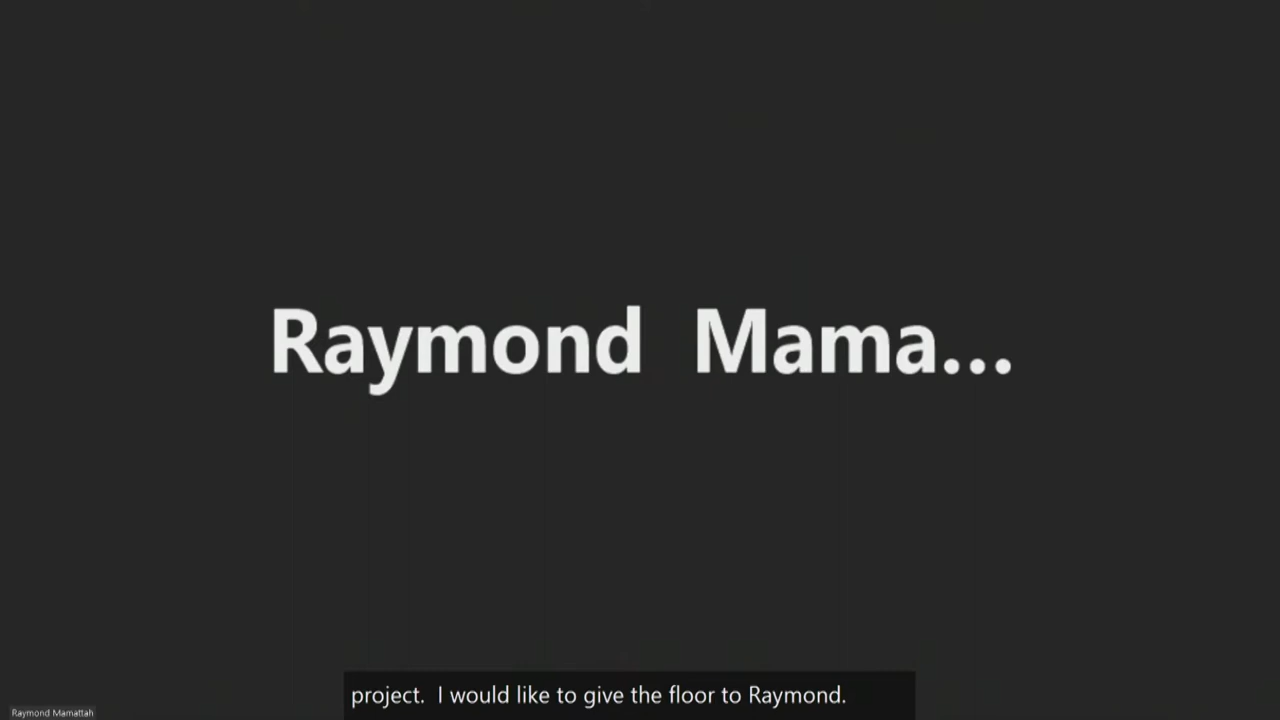 Raymond Mama...
project. I would like to give the floor to Raymond.
Raymond Mamattah